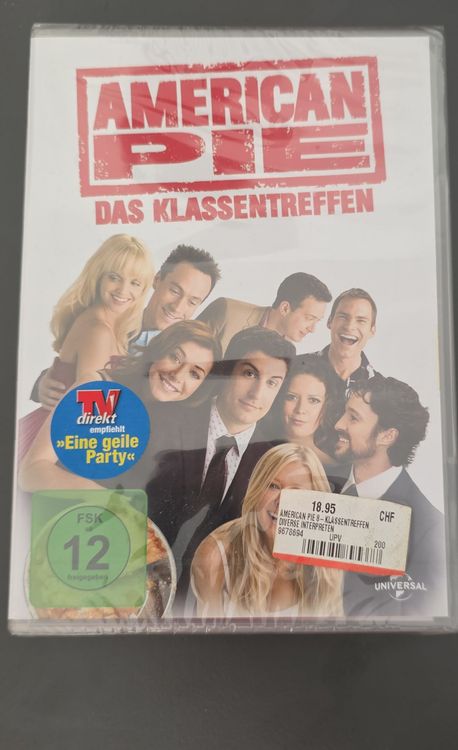 AMERICAN
PIE
DAS KLASSENTREFFEN
TV
direkt
empfiehlt
»Eine geile
Party«
FSK
ab
12
freigegeben
18.95
CHF
AMERICAN PIE 8-KLASSENTREFFEN
DIVERSE INTERPRETEN
9678694
UPV
200
UNIVERSAL